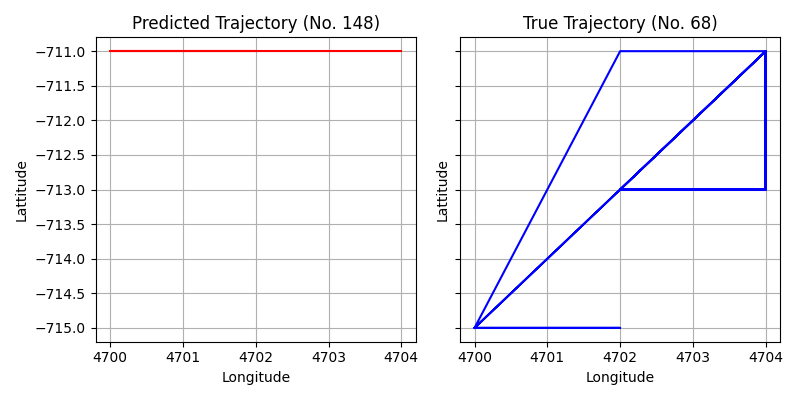 Predicted Trajectory (No. 148)
−711.0
−711.5
−712.0
−712.5
−713.0
−713.5
−714.0
−714.5
−715.0
Lattitude
4700 4701 4702 4703 4704
Longitude
True Trajectory (No. 68)
Lattitude
4700 4701 4702 4703 4704
Longitude